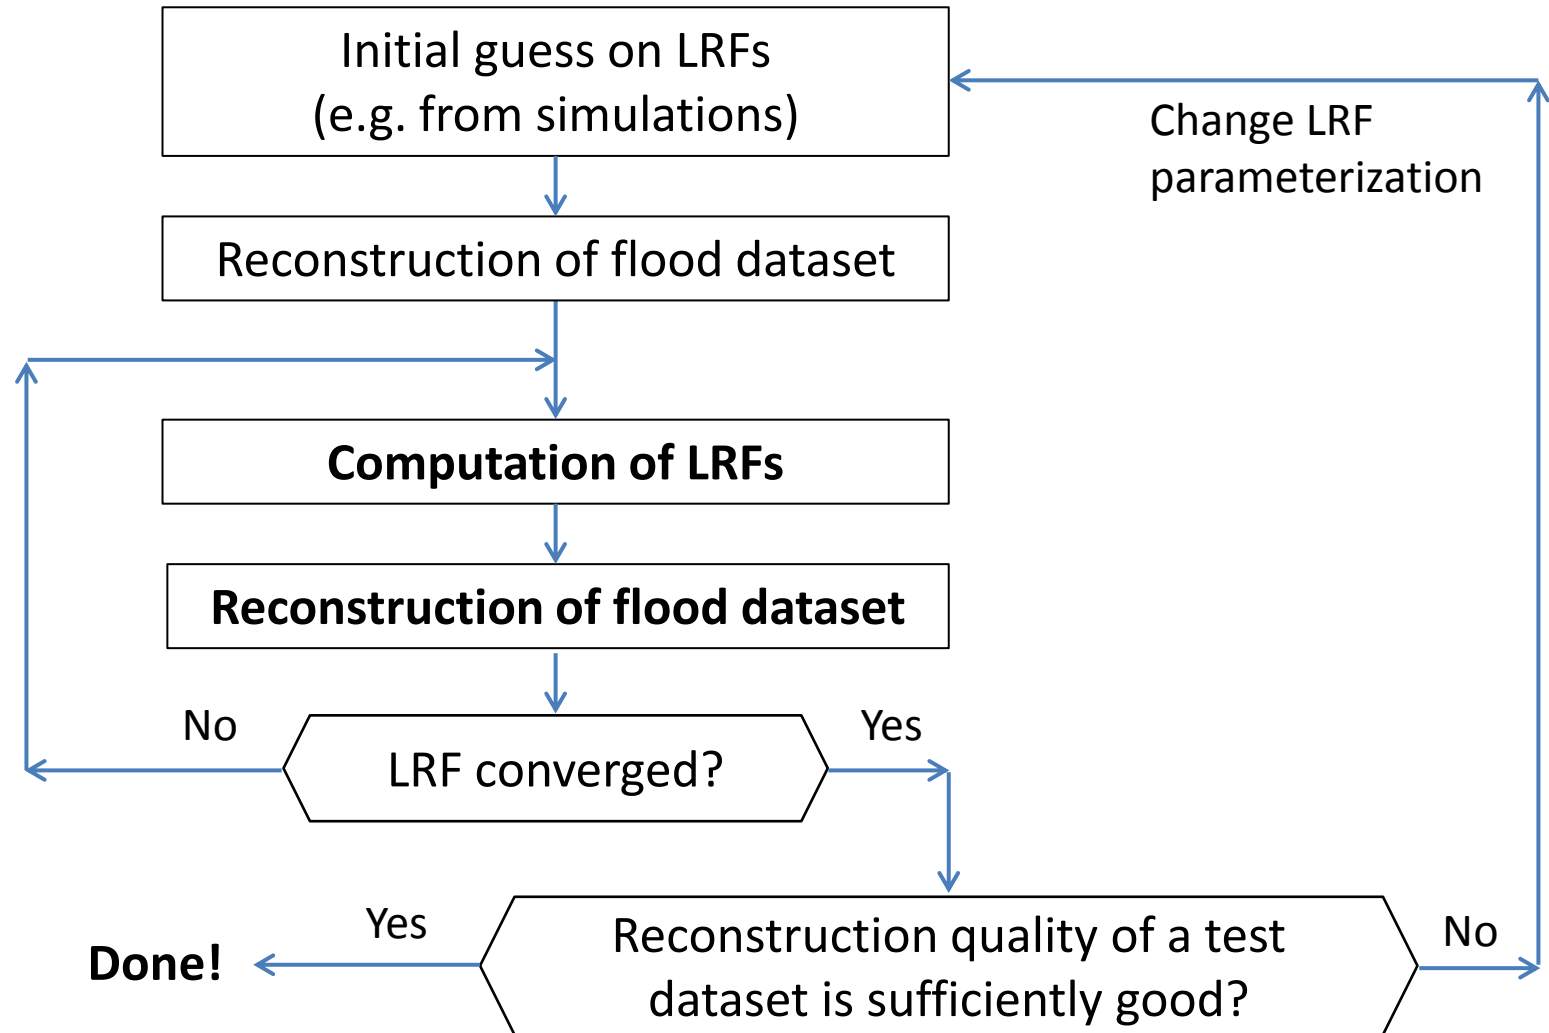 Initial guess on LRFs
(e.g. from simulations)
Change LRF
parameterization
Reconstruction of flood dataset
Computation of LRFs
Reconstruction of flood dataset
No
Yes
LRF converged?
Yes
Done!
Reconstruction quality of a test
dataset is sufficiently good?
No